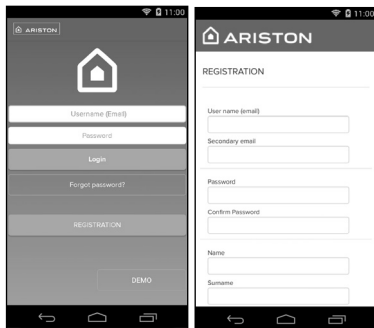 11:00
ARISTON
Username (Email)
Password
Login
Forgot password?
REGISTRATION
DEMO
11:00
ARISTON
REGISTRATION
User name (email)
Secondary email
Password
Confirm Password
Name
Surname